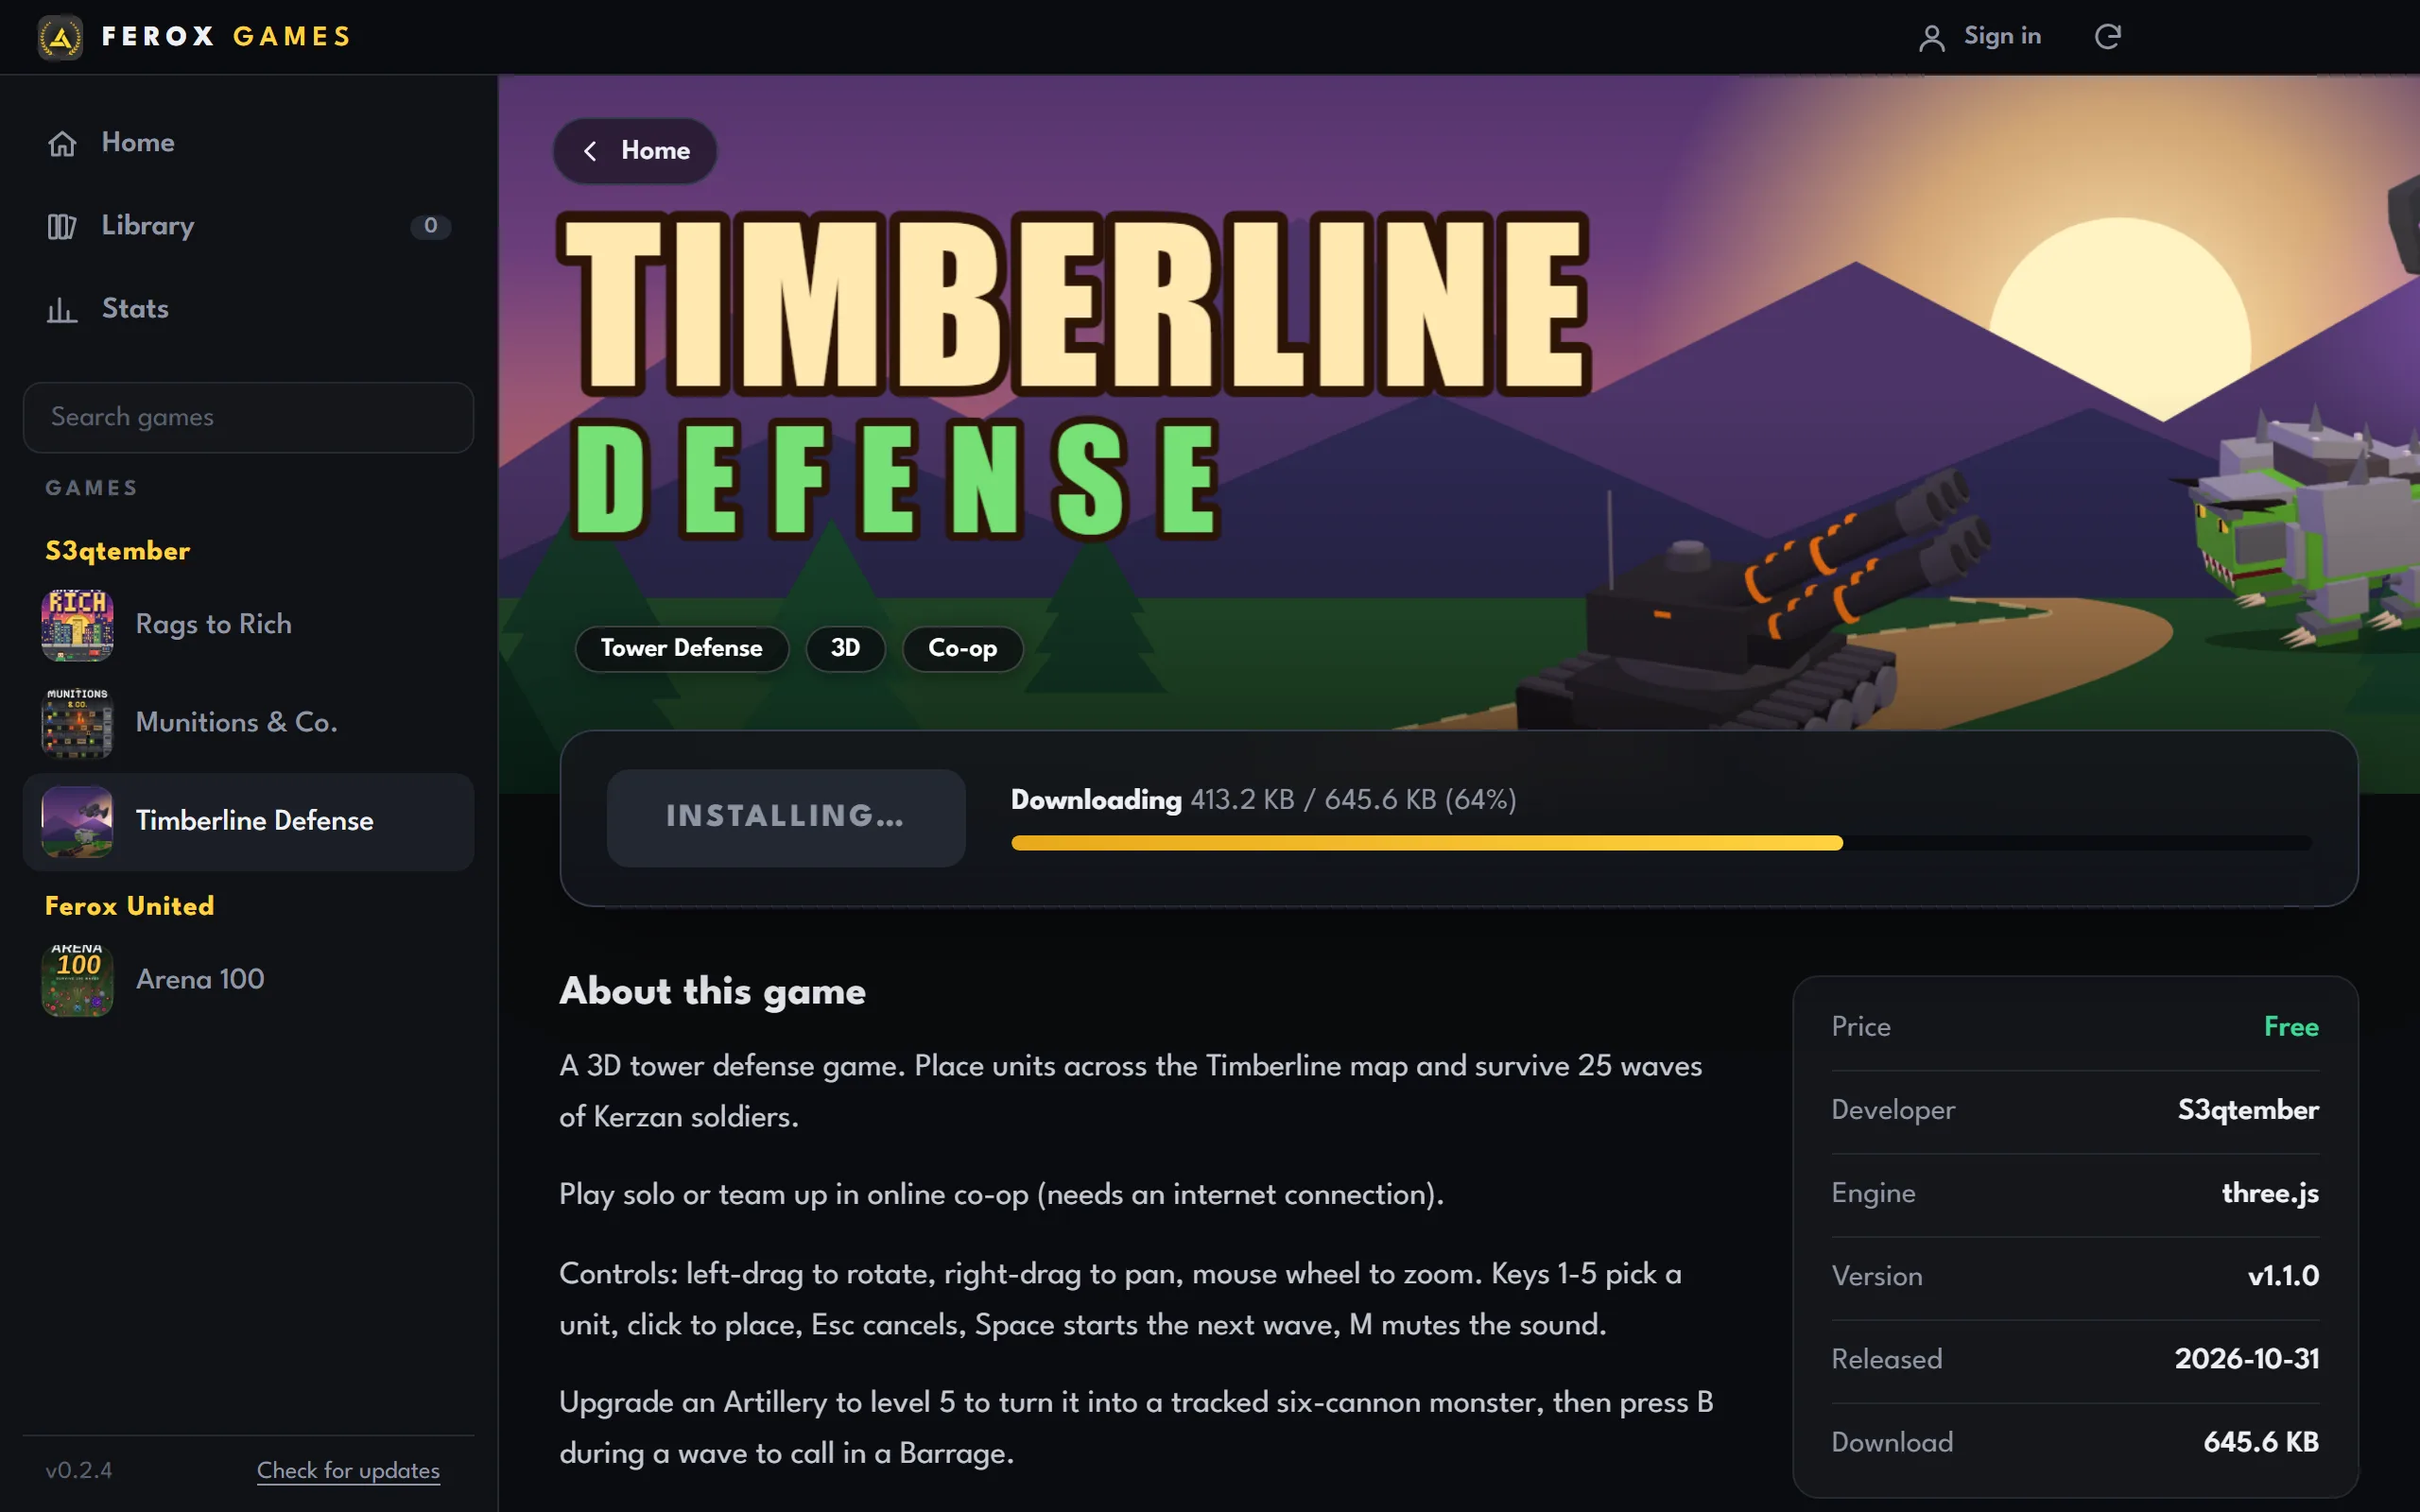 FEROX GAMES
Sign in
Home
Library
0
Stats
Search games
GAMES
S3qtember
RICH
Rags to Rich
MUNITIONS
& CO.
Munitions & Co.
Timberline Defense
Ferox United
ARENA
100
Arena 100
v0.2.4
Check for updates
Home
TIMBERLINE
DEFENSE
Tower Defense
3D
Co-op
INSTALLING...
Downloading 413.2 KB / 645.6 KB (64%)
About this game
A 3D tower defense game. Place units across the Timberline map and survive 25 waves
of Kerzan soldiers.
Play solo or team up in online co-op (needs an internet connection).
Controls: left-drag to rotate, right-drag to pan, mouse wheel to zoom. Keys 1-5 pick a
unit, click to place, Esc cancels, Space starts the next wave, M mutes the sound.
Upgrade an Artillery to level 5 to turn it into a tracked six-cannon monster, then press B
during a wave to call in a Barrage.
Price Free
Developer S3qtember
Engine three.js
Version v1.1.0
Released 2026-10-31
Download 645.6 KB